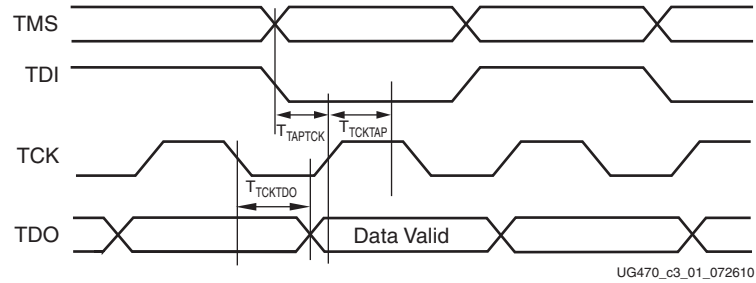 TMS
TDI
TTAPTCK TTCKTAP
TCK
TTCKTDO
TDO Data Valid
UG470_c3_01_072610